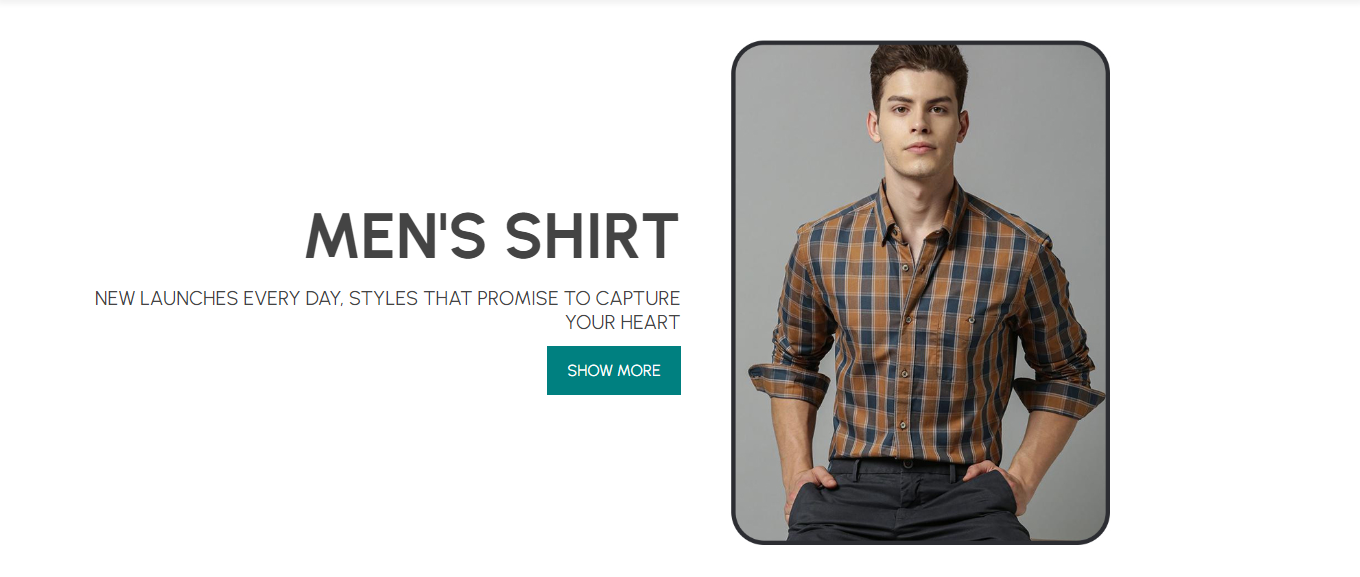 MEN'S SHIRT
NEW LAUNCHES EVERY DAY, STYLES THAT PROMISE TO CAPTURE
YOUR HEART
SHOW MORE